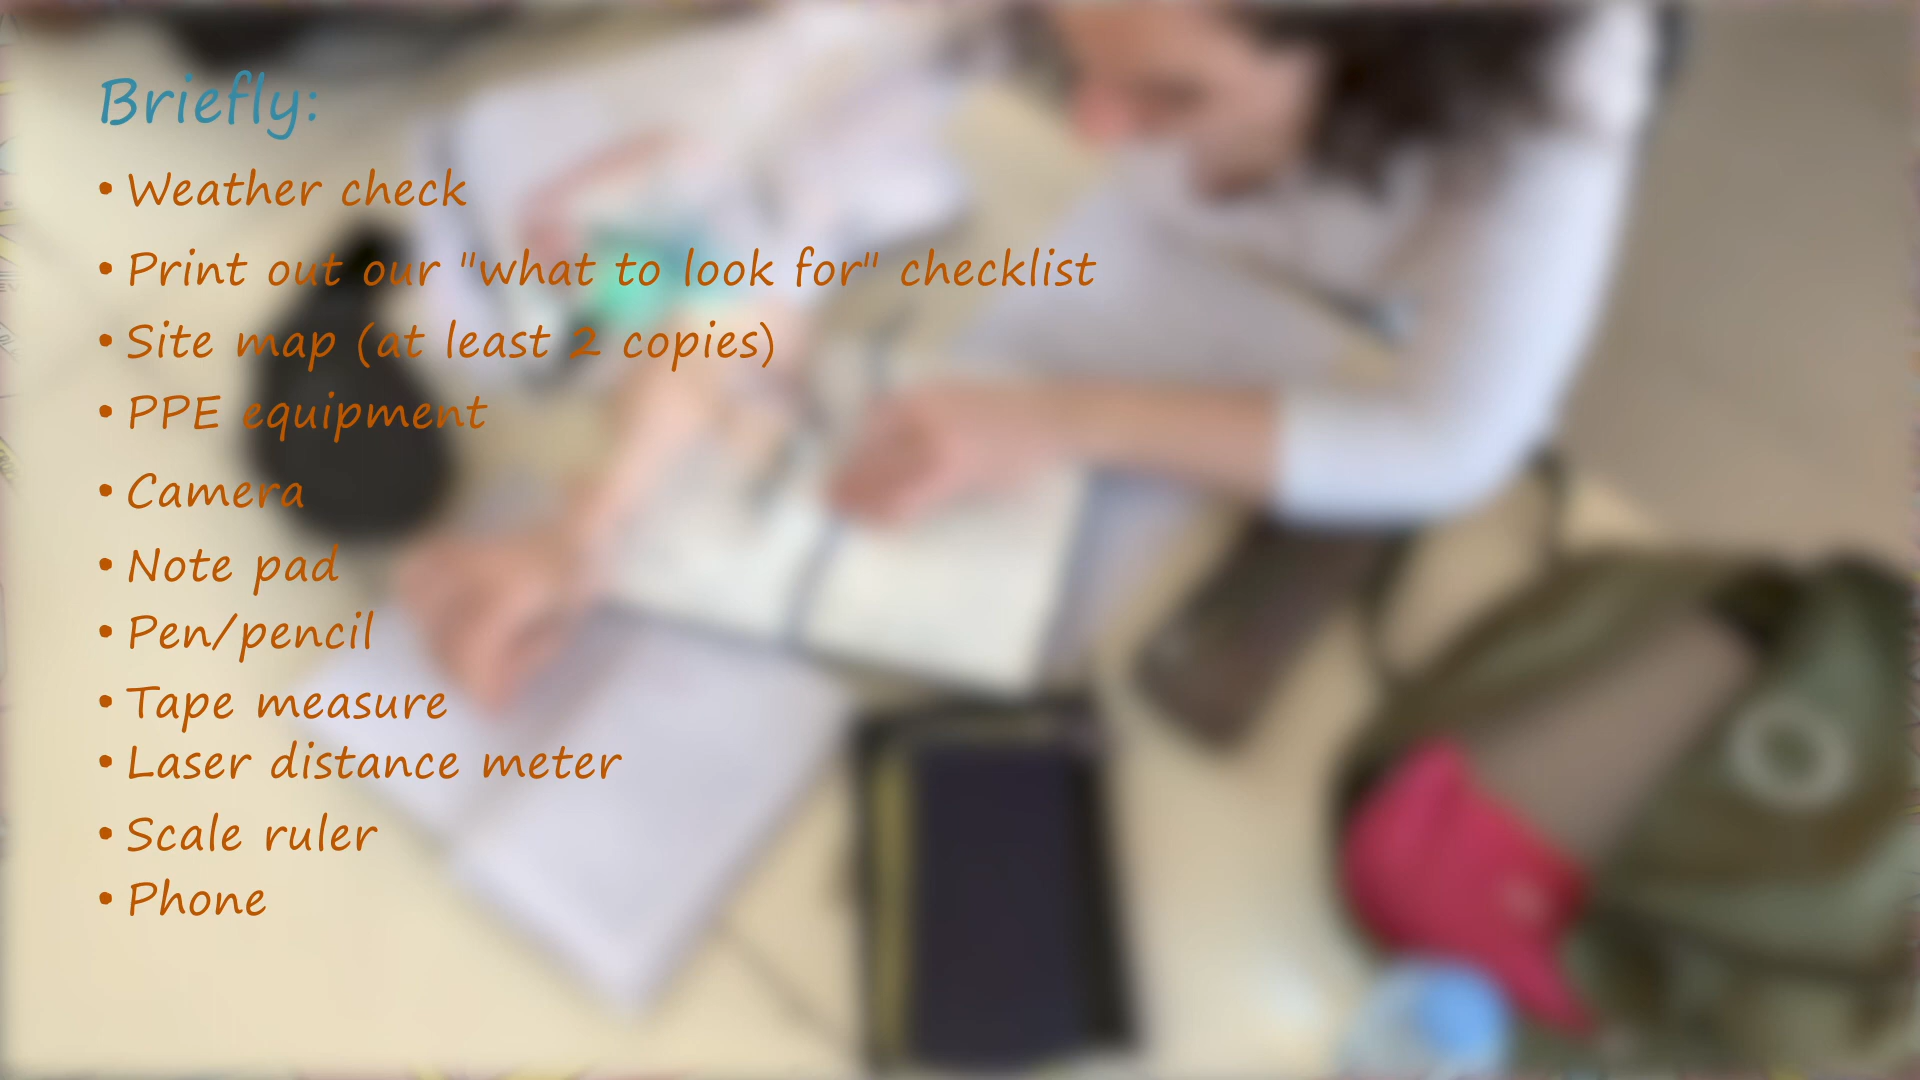 Briefly:
• Weather check
• Print out our "what to look for" checklist
• Site map (at least 2 copies)
• PPE equipment
• Camera
• Note pad
• Pen/pencil
• Tape measure
• Laser distance meter
• Scale ruler
• Phone